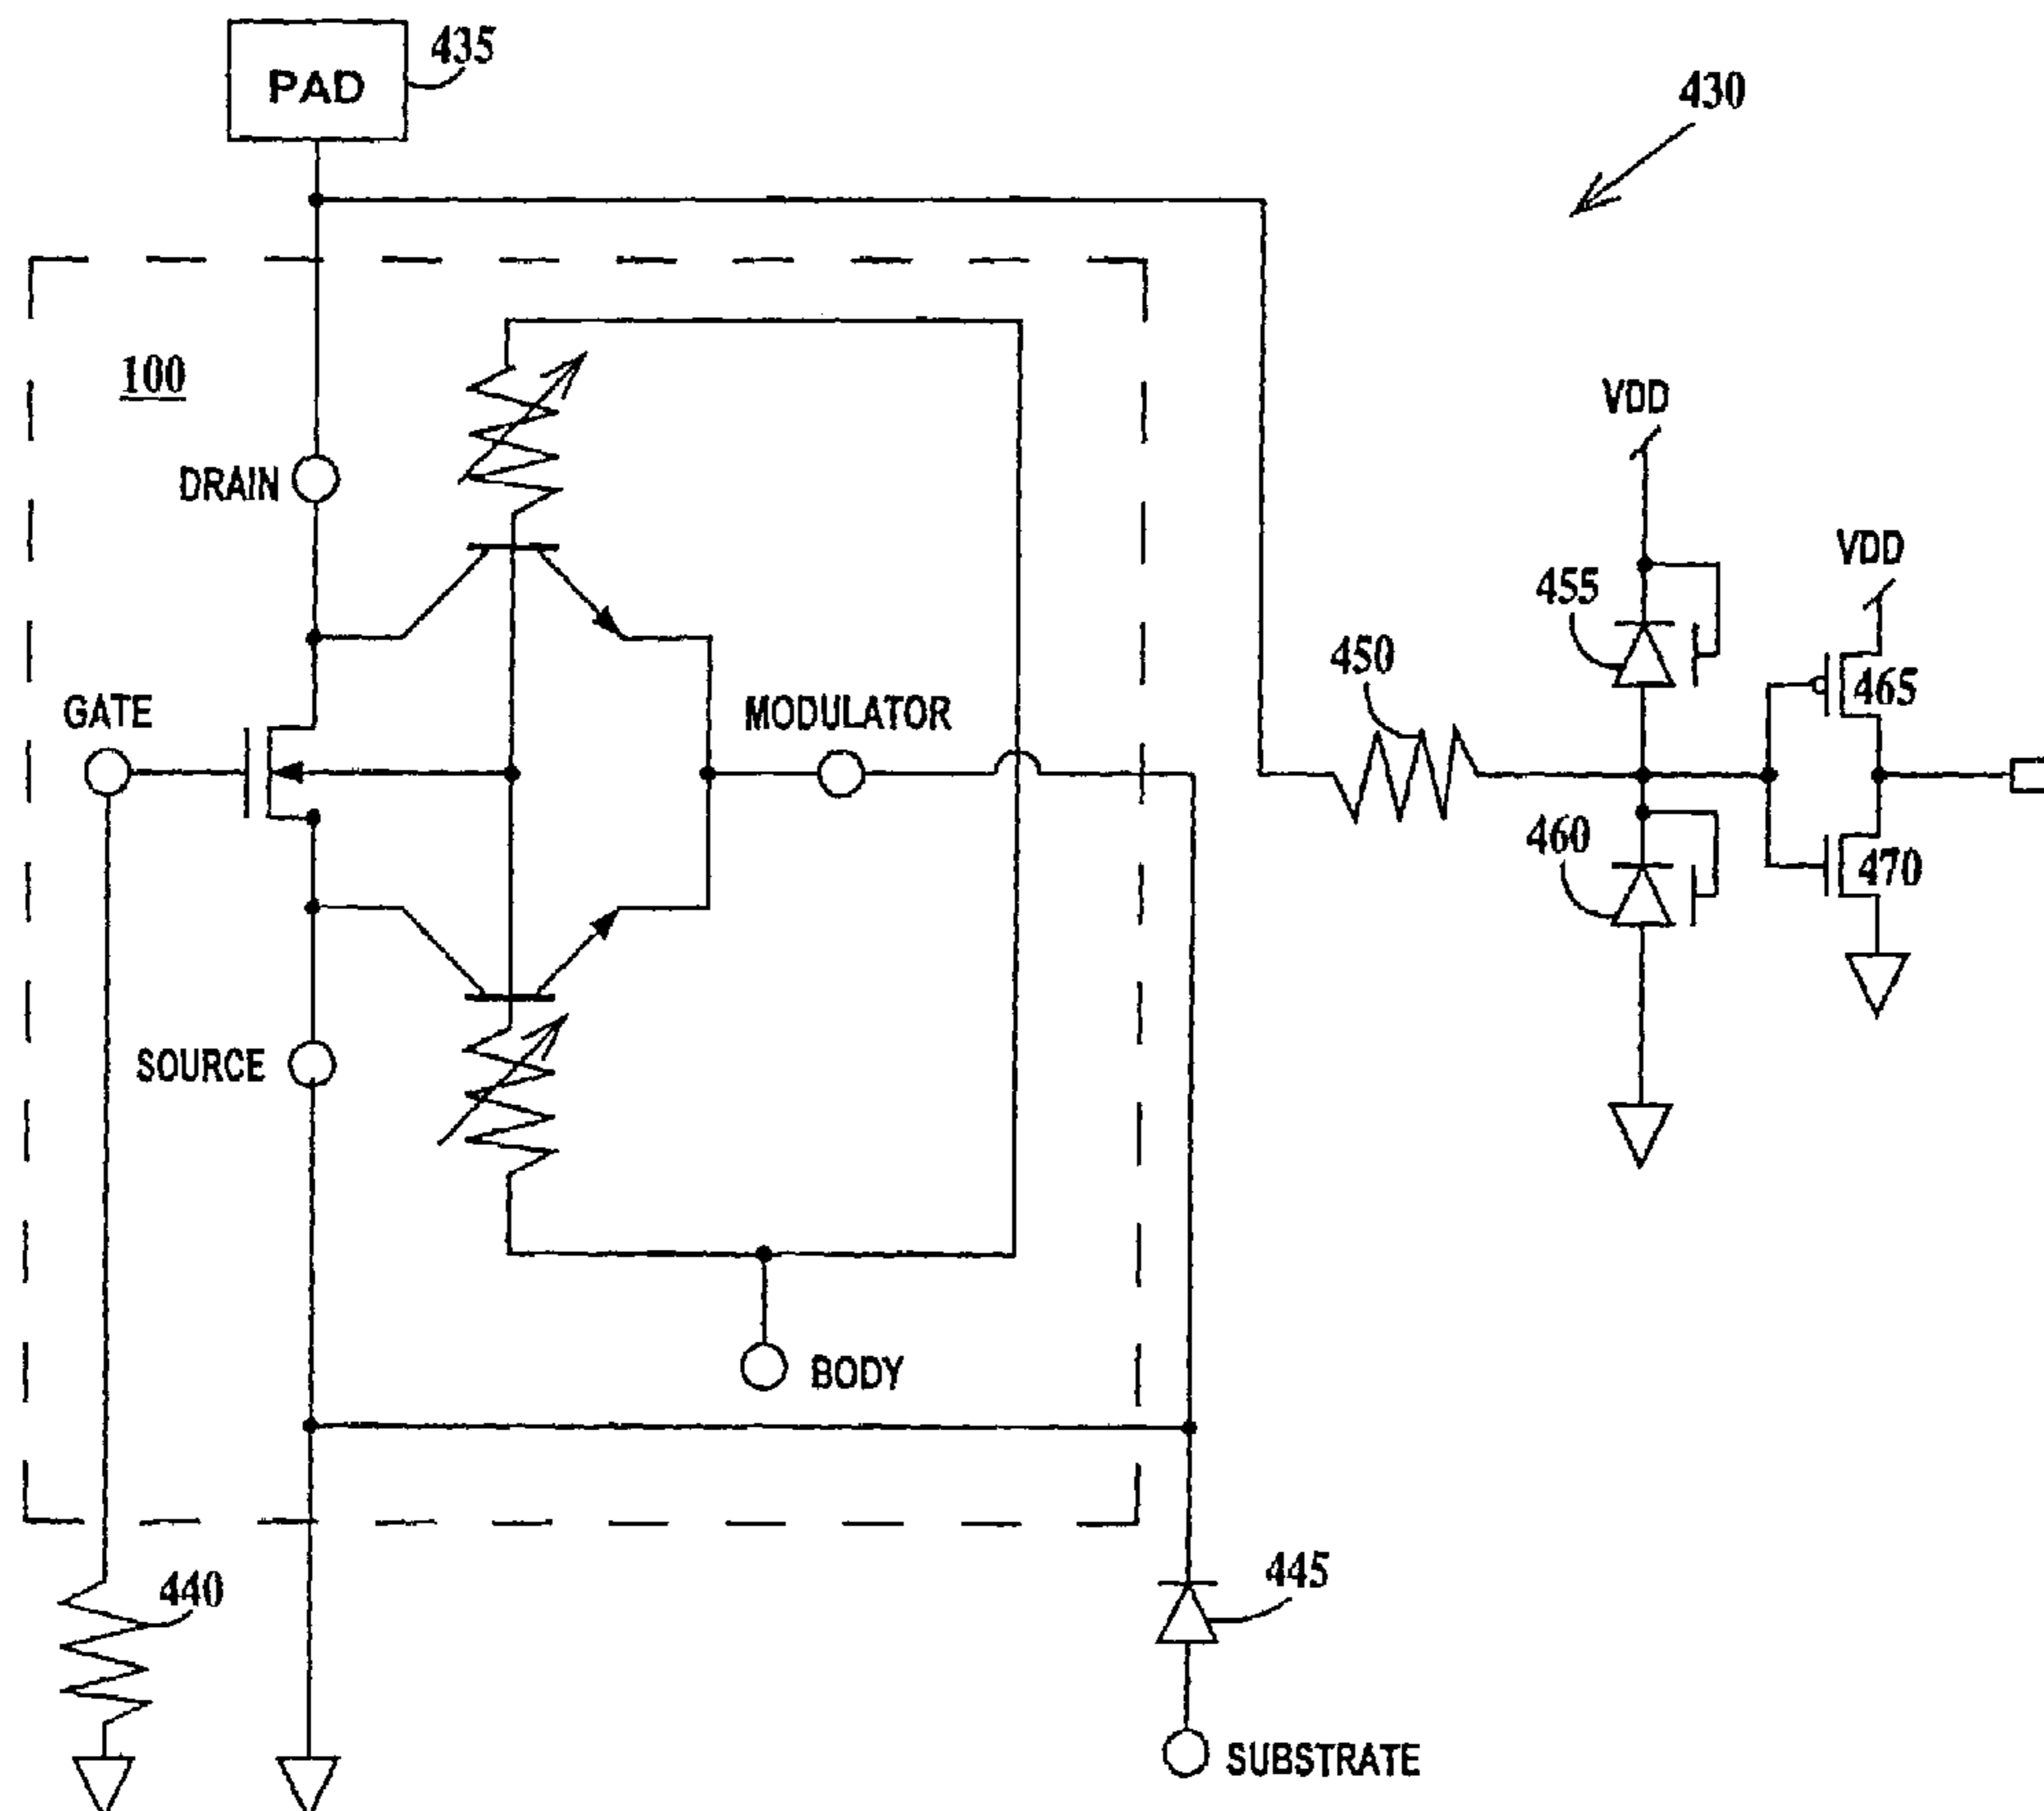 PAD
435
430
100
VDD
DRAIN
VDD
455
450
465
GATE
MODULATOR
460
470
SOURCE
BODY
440
445
SUBSTRATE